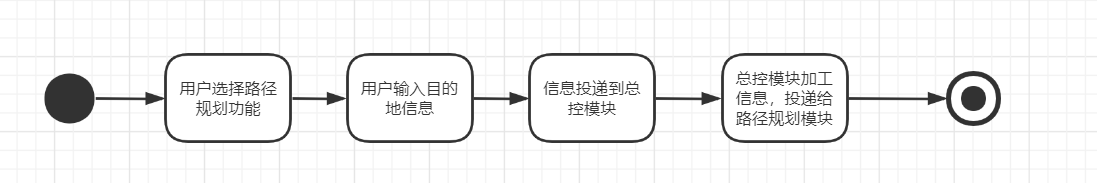 用户选择路径
规划功能
用户输入目的
地信息
信息投递到总
控模块
总控模块加工
信息，投递给
路径规划模块